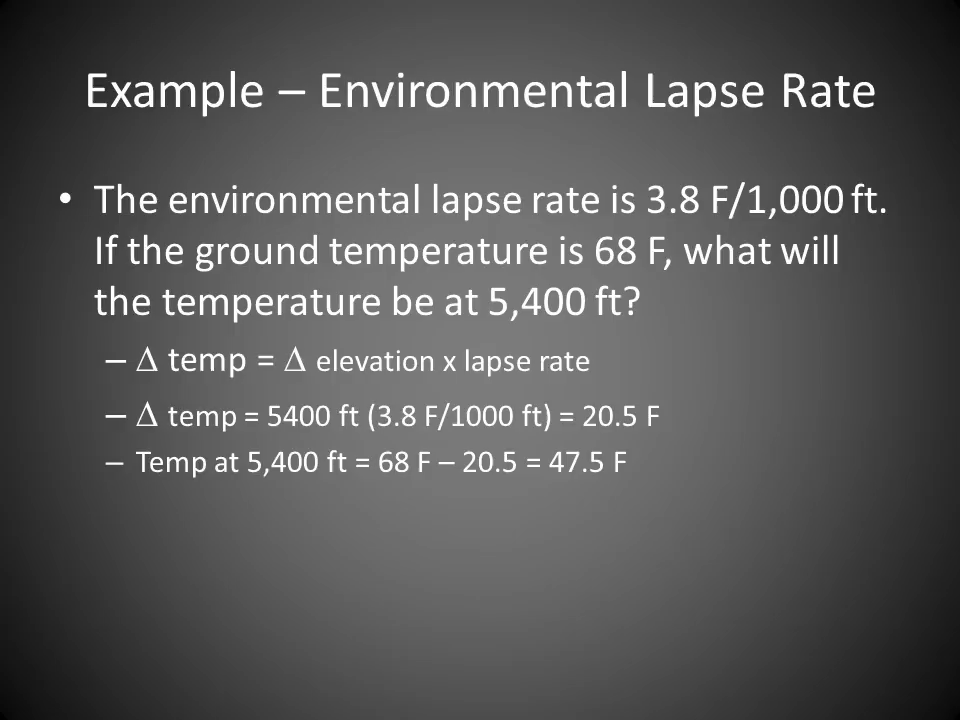 Example – Environmental Lapse Rate
• The environmental lapse rate is 3.8 F/1,000 ft.
If the ground temperature is 68 F, what will
the temperature be at 5,400 ft?
– Δ temp = Δ elevation x lapse rate
– Δ temp = 5400 ft (3.8 F/1000 ft) = 20.5 F
– Temp at 5,400 ft = 68 F – 20.5 = 47.5 F